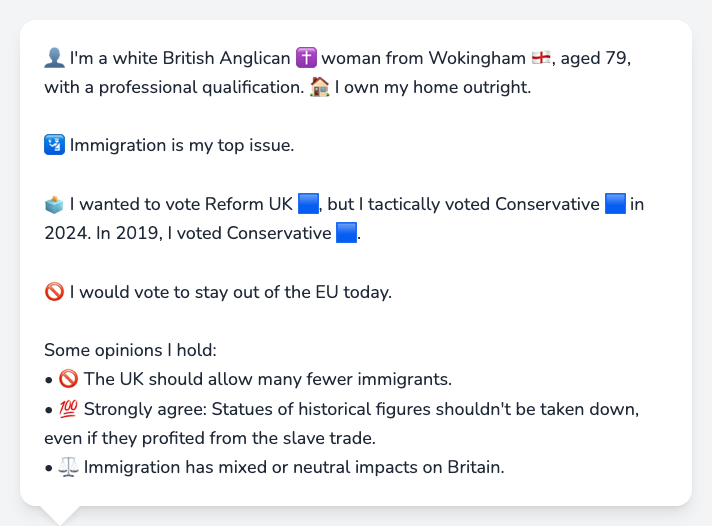 👤 I'm a white British Anglican ✝️ woman from Wokingham 🏴󠁧󠁢󠁥󠁮󠁧󠁿, aged 79,
with a professional qualification. 🏠 I own my home outright.
🛂 Immigration is my top issue.
🗳️ I wanted to vote Reform UK 🟦, but I tactically voted Conservative 🟦 in
2024. In 2019, I voted Conservative 🟦.
🚫 I would vote to stay out of the EU today.
Some opinions I hold:
• 🚫 The UK should allow many fewer immigrants.
• 💯 Strongly agree: Statues of historical figures shouldn't be taken down,
even if they profited from the slave trade.
• ⚖️ Immigration has mixed or neutral impacts on Britain.